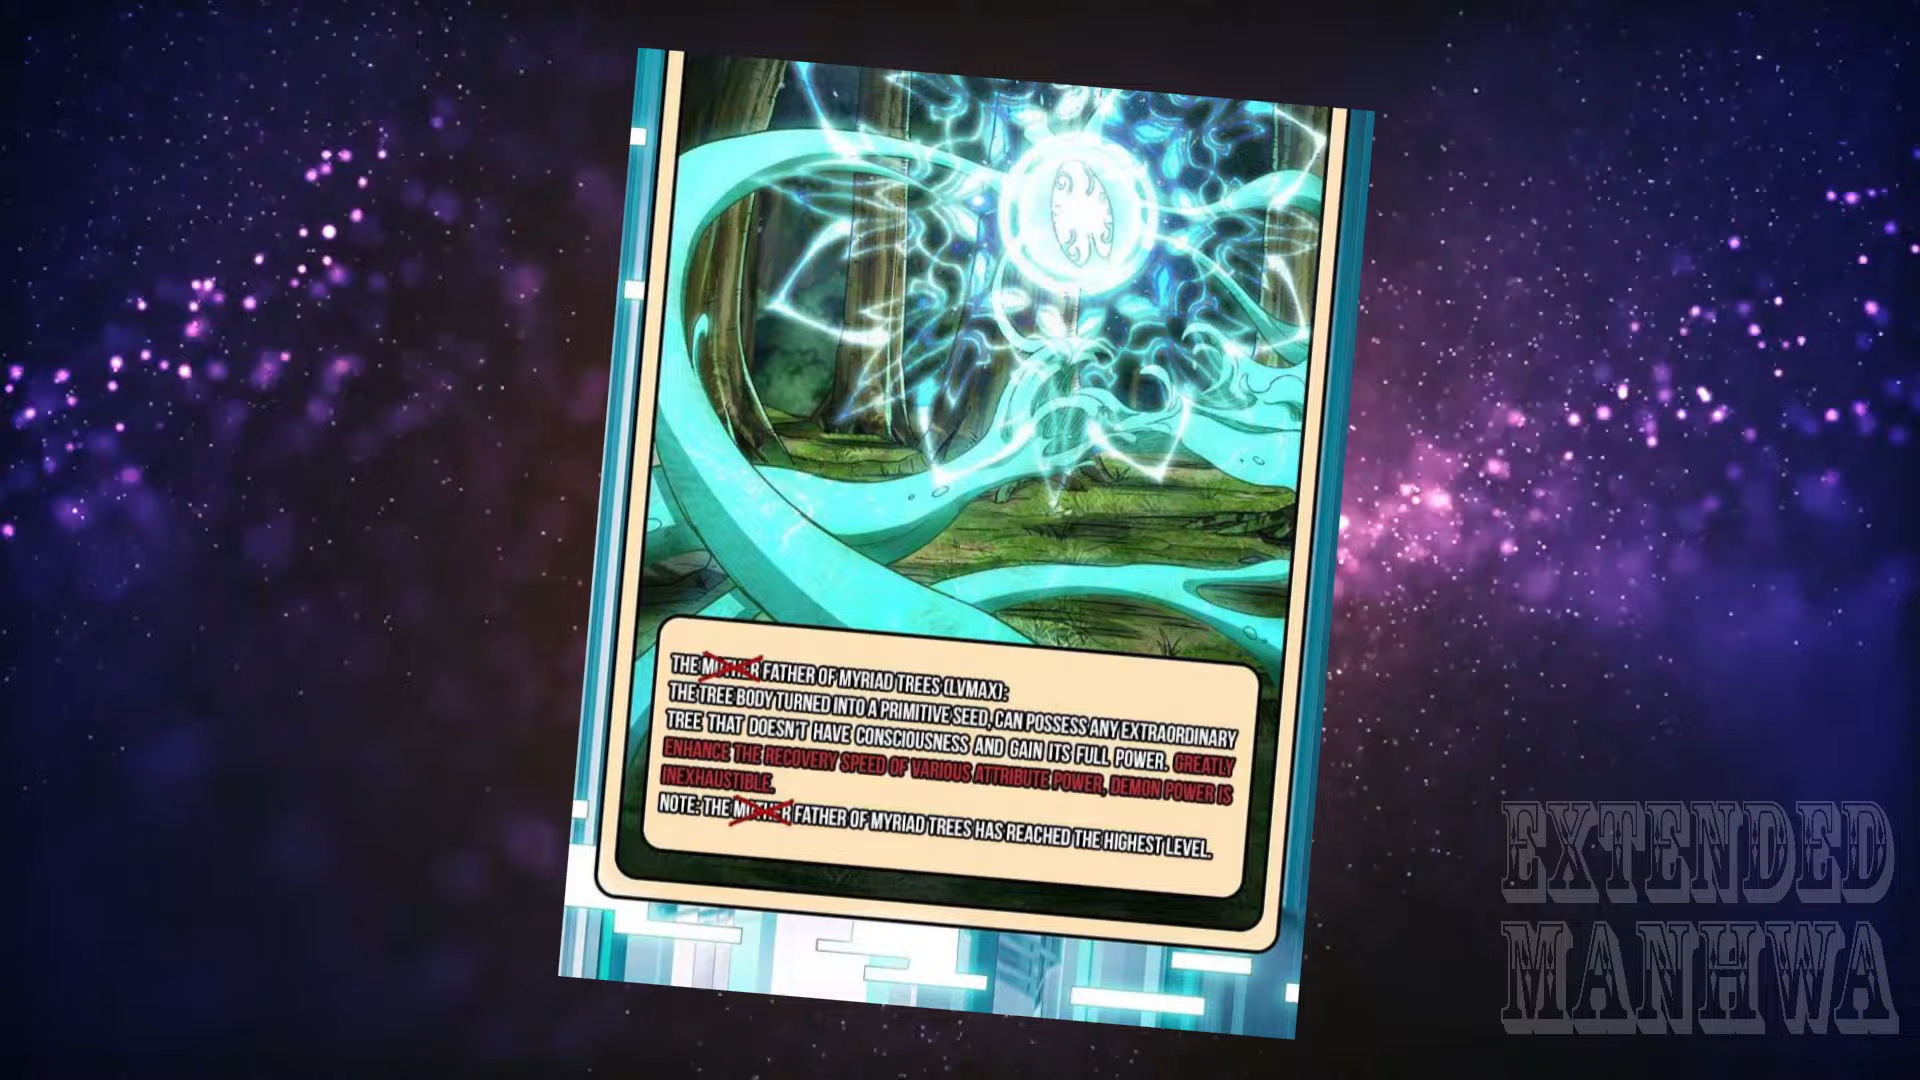 THE MOTHER FATHER OF MYRIAD TREES (LVMAX):
THE TREE BODY TURNED INTO A PRIMITIVE SEED, CAN POSSESS ANY EXTRAORDINARY
TREE THAT DOESN'T HAVE CONSCIOUSNESS AND GAIN ITS FULL POWER. GREATLY
ENHANCE THE RECOVERY SPEED OF VARIOUS ATTRIBUTE POWER, DEMON POWER IS
INEXHAUSTIBLE.
NOTE: THE MOTHER FATHER OF MYRIAD TREES HAS REACHED THE HIGHEST LEVEL.
EXTENDED
MANHWA